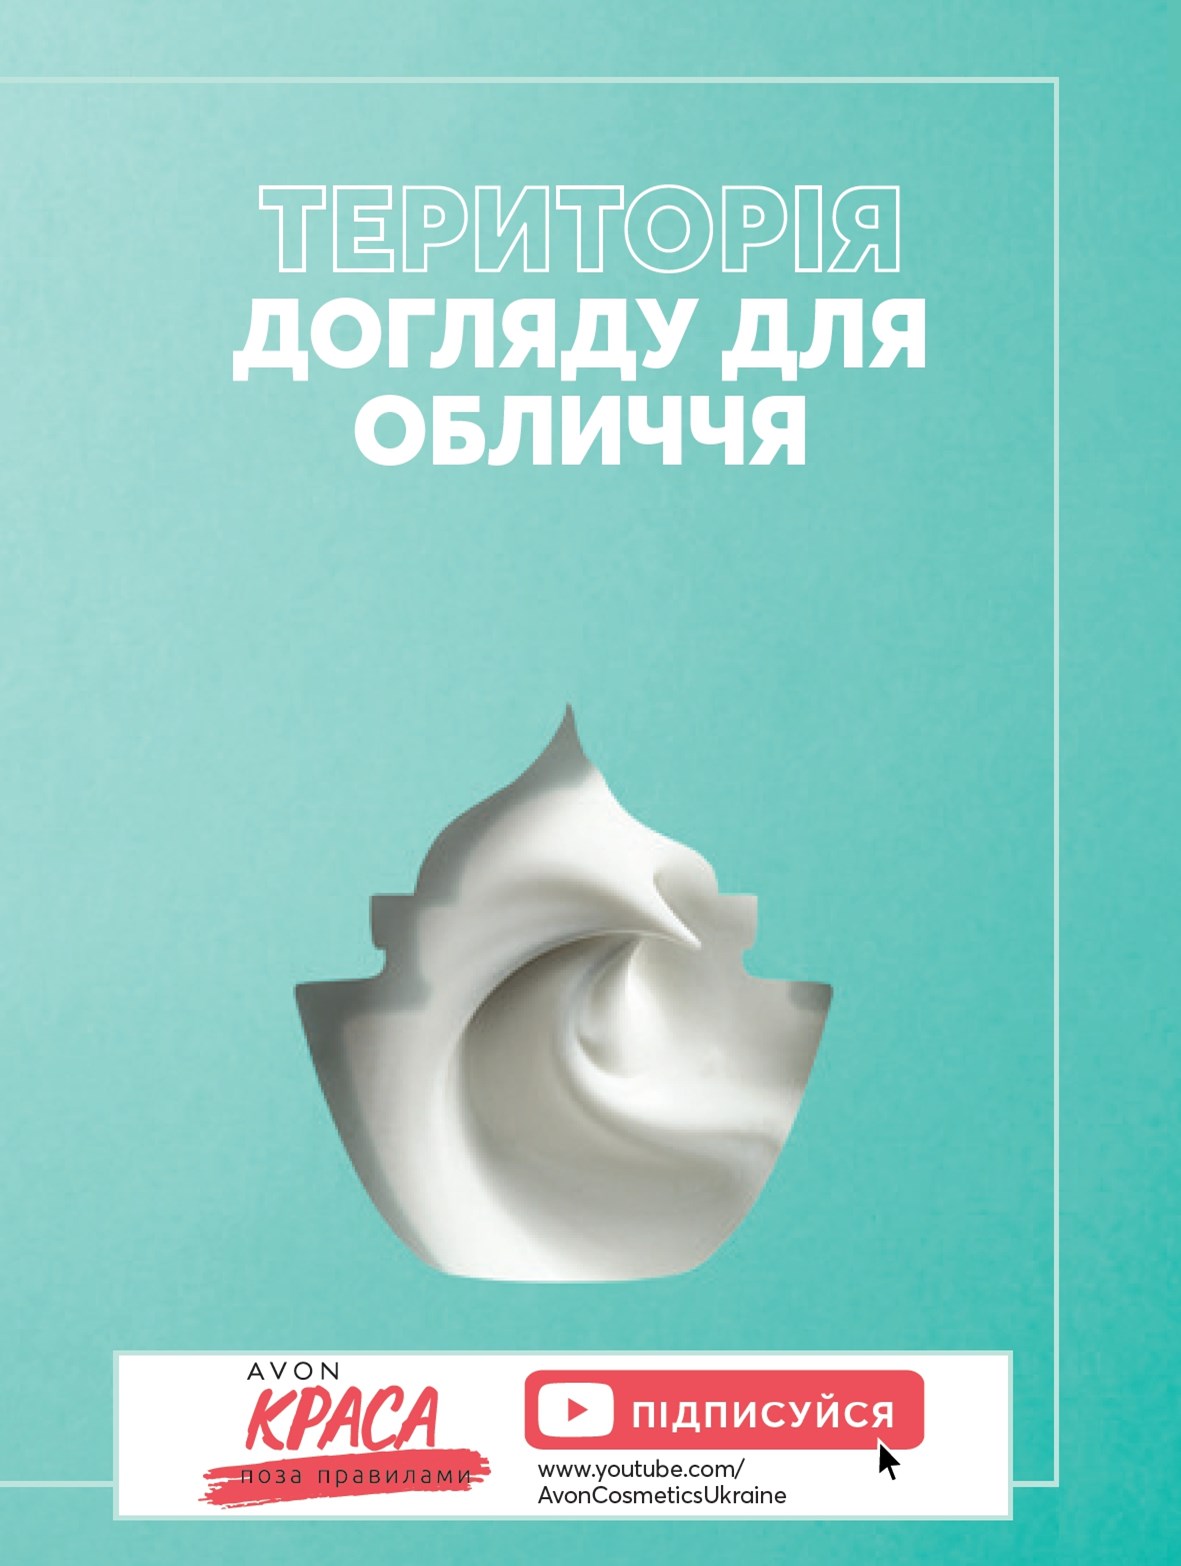 ТЕРИТОРІЯ
ДОГЛЯДУ ДЛЯ
ОБЛИЧЧЯ
AVON
КРАСА
поза правилами
ПІДПИСУЙСЯ
www.youtube.com/
AvonCosmeticsUkraine